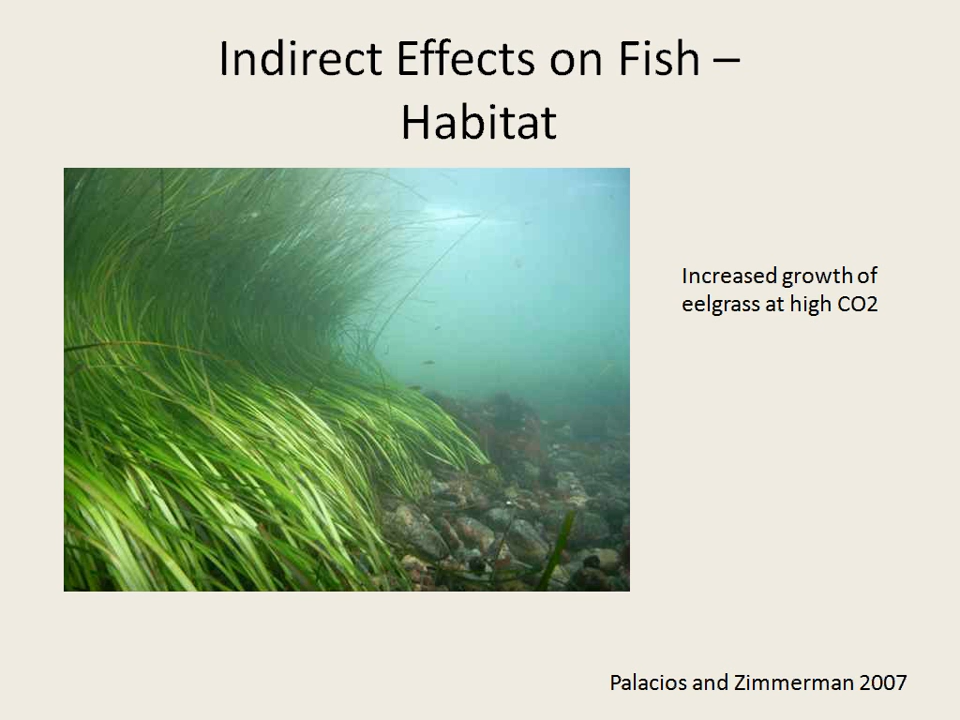 Indirect Effects on Fish –
Habitat
Increased growth of
eelgrass at high CO2
Palacios and Zimmerman 2007